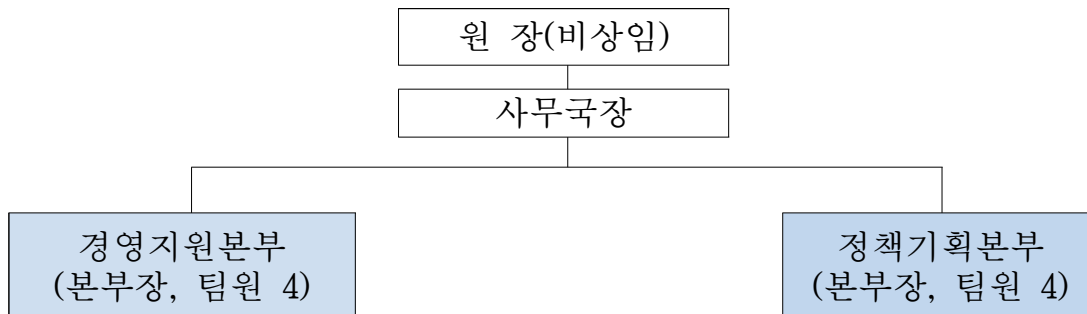 원 장(비상임)
사무국장
경영지원본부
(본부장, 팀원 4)
정책기획본부
(본부장, 팀원 4)